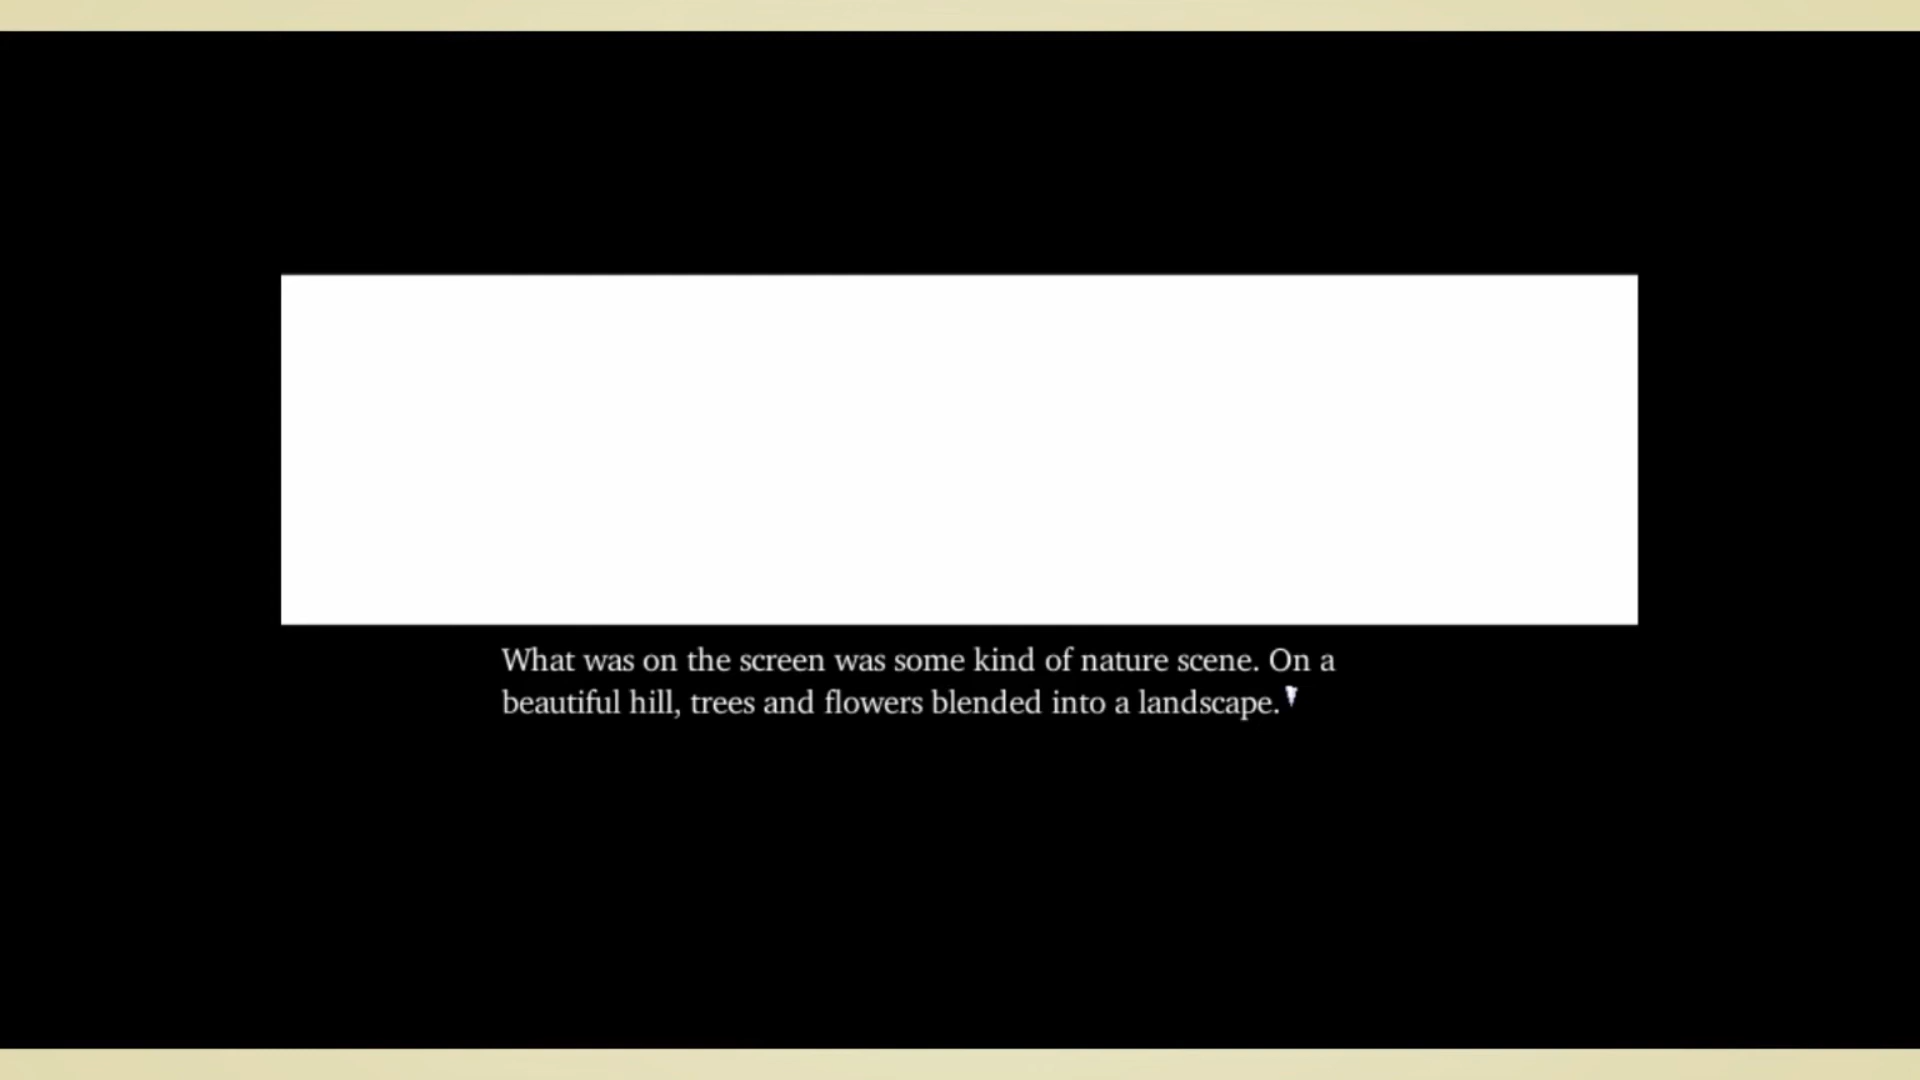 What was on the screen was some kind of nature scene. On a
beautiful hill, trees and flowers blended into a landscape.